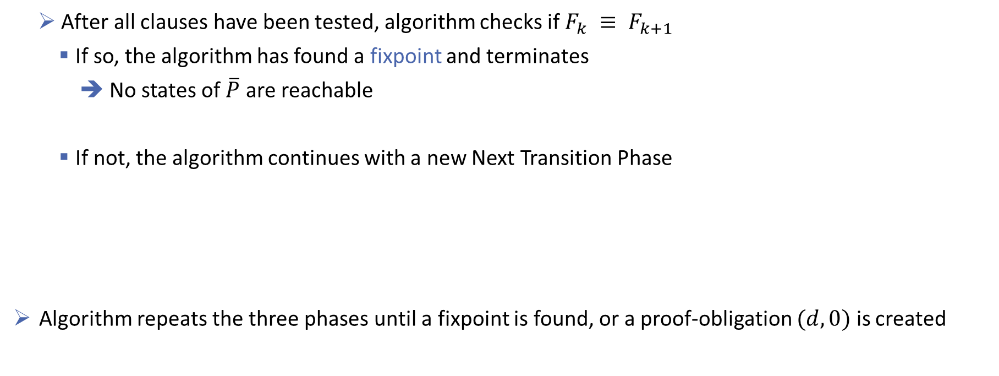 ➢ After all clauses have been tested, algorithm checks if F_k ≡ F_{k+1}
▪ If so, the algorithm has found a fixpoint and terminates
➔ No states of P̅ are reachable
▪ If not, the algorithm continues with a new Next Transition Phase
➢ Algorithm repeats the three phases until a fixpoint is found, or a proof-obligation (d, 0) is created